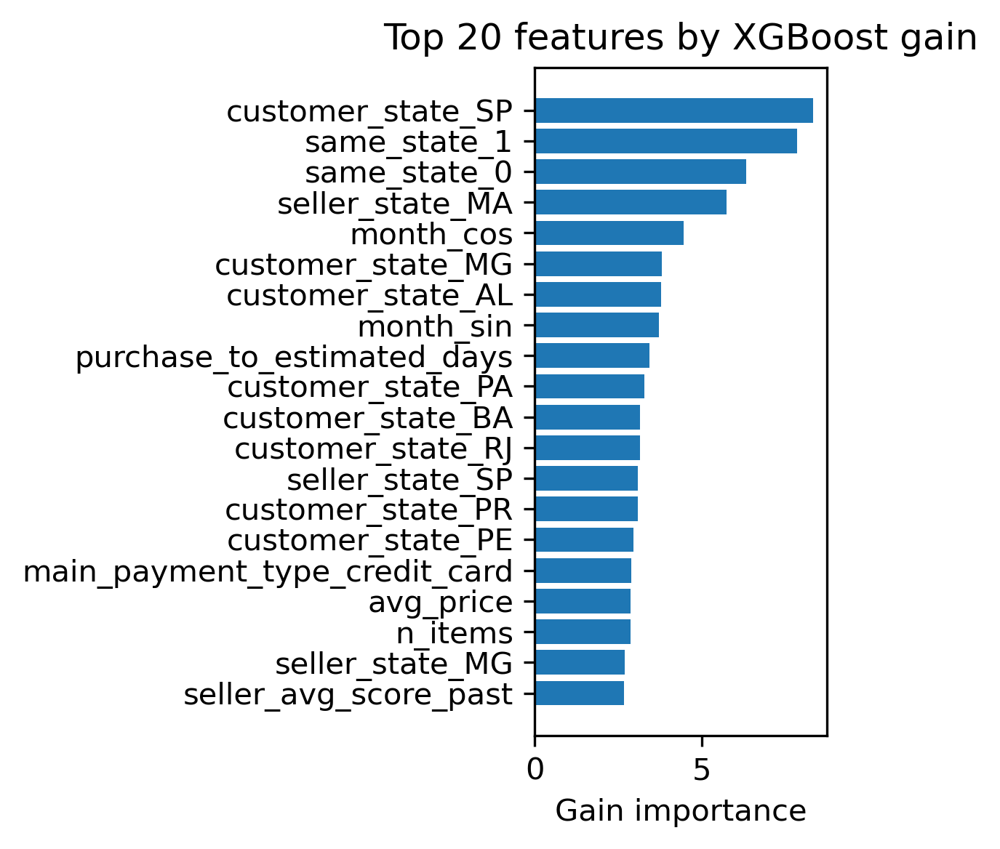 Top 20 features by XGBoost gain
customer_state_SP
same_state_1
same_state_0
seller_state_MA
month_cos
customer_state_MG
customer_state_AL
month_sin
purchase_to_estimated_days
customer_state_PA
customer_state_BA
customer_state_RJ
seller_state_SP
customer_state_PR
customer_state_PE
main_payment_type_credit_card
avg_price
n_items
seller_state_MG
seller_avg_score_past
0 5
Gain importance